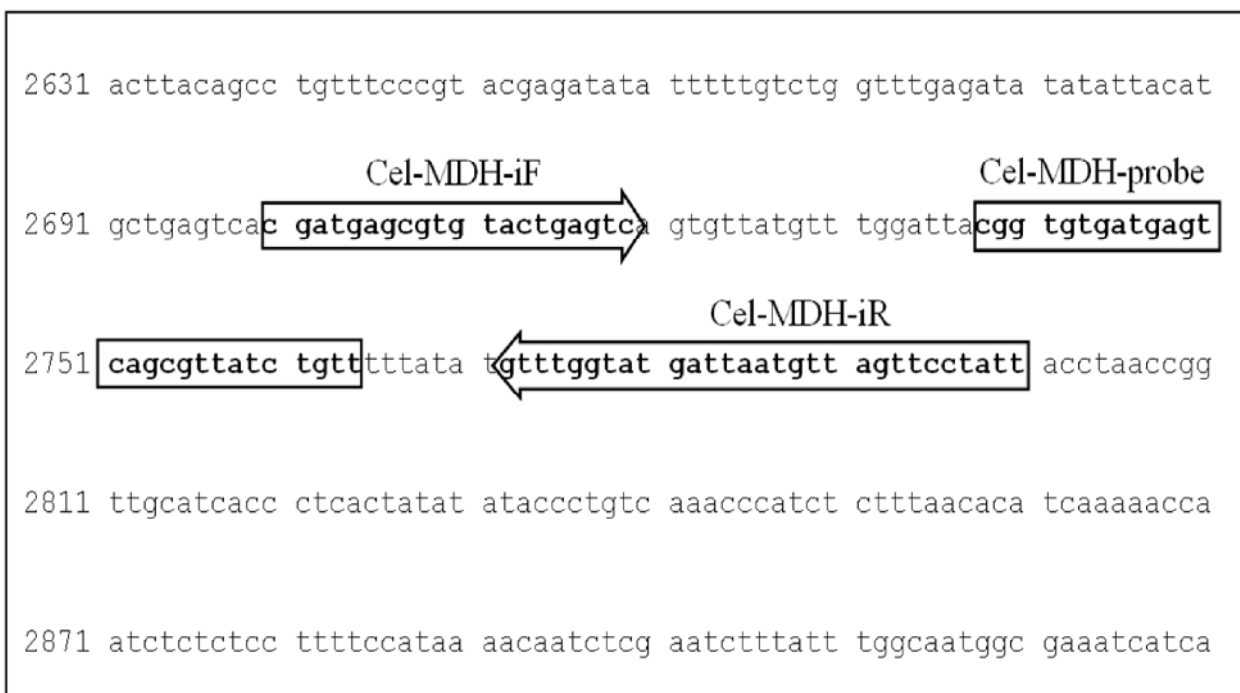 2631 acttacagcc tgtttcccgt acgagatata tttttgtctg gtttgagata tatattacat
Cel-MDH-iF Cel-MDH-probe
2691 gctgagtcac gatgagcgtg tactgagtca gtgttatgtt tggattacgg tgtgatgagt
Cel-MDH-iR
2751 cagcgttatc tgttttata tgtttggtat gattaatgtt agttcctatt acctaaccgg
2811 ttgcatcacc ctcactatat ataccctgtc aaacccatct ctttaacaca tcaaaaacca
2871 atctctctcc ttttccataa aacaatctcg aatctttatt tggcaatggc gaaatcatca